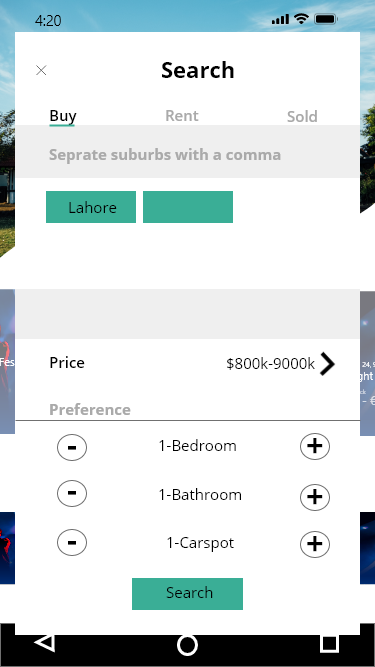 4:20
Search
Buy Rent Sold
Seprate suburbs with a comma
Lahore
Fes
24, 9
ght
Price $800k-9000k
Preference
- 1-Bedroom +
- 1-Bathroom +
- 1-Carspot +
Search